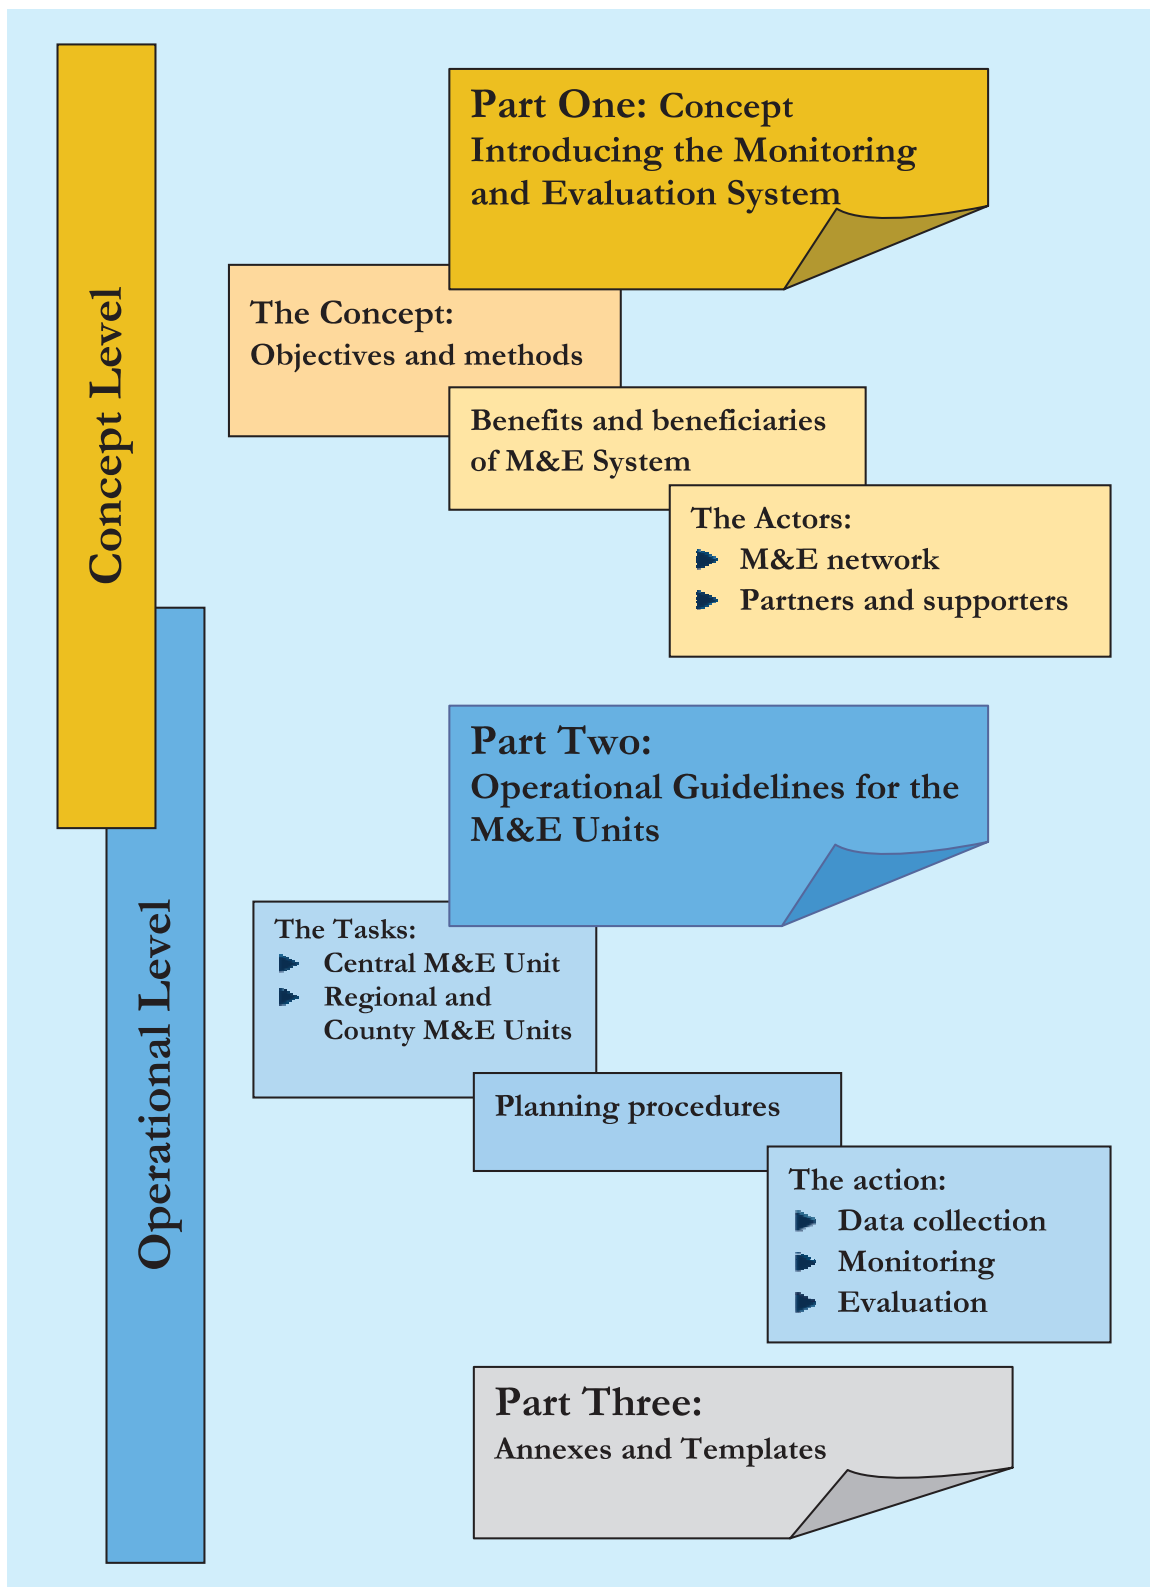 Part One: Concept
Introducing the Monitoring
and Evaluation System
The Concept:
Objectives and methods
Benefits and beneficiaries
of M&E System
The Actors:
M&E network
Partners and supporters
Concept Level
Part Two:
Operational Guidelines for the
M&E Units
The Tasks:
Central M&E Unit
Regional and
County M&E Units
Planning procedures
The action:
Data collection
Monitoring
Evaluation
Operational Level
Part Three:
Annexes and Templates